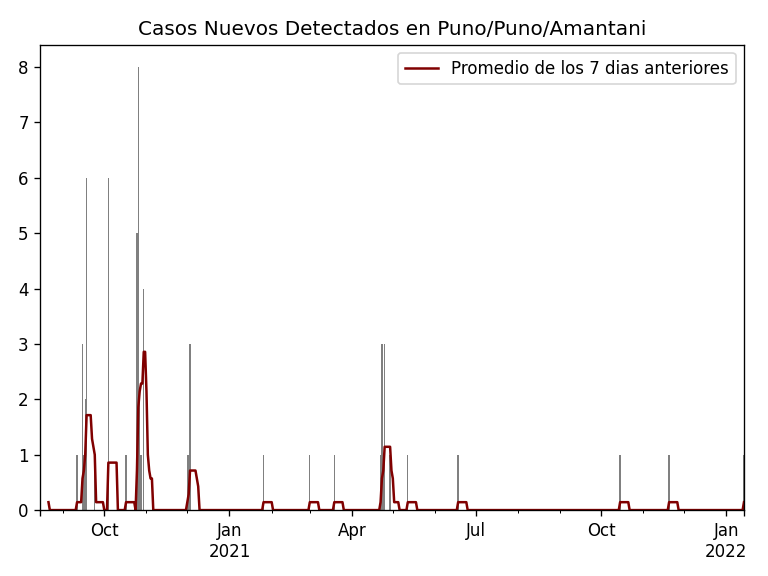 Casos Nuevos Detectados en Puno/Puno/Amantani
Promedio de los 7 dias anteriores
8
7
6
5
4
3
2
1
0
Oct
Jan
2021
Apr
Jul
Oct
Jan
2022